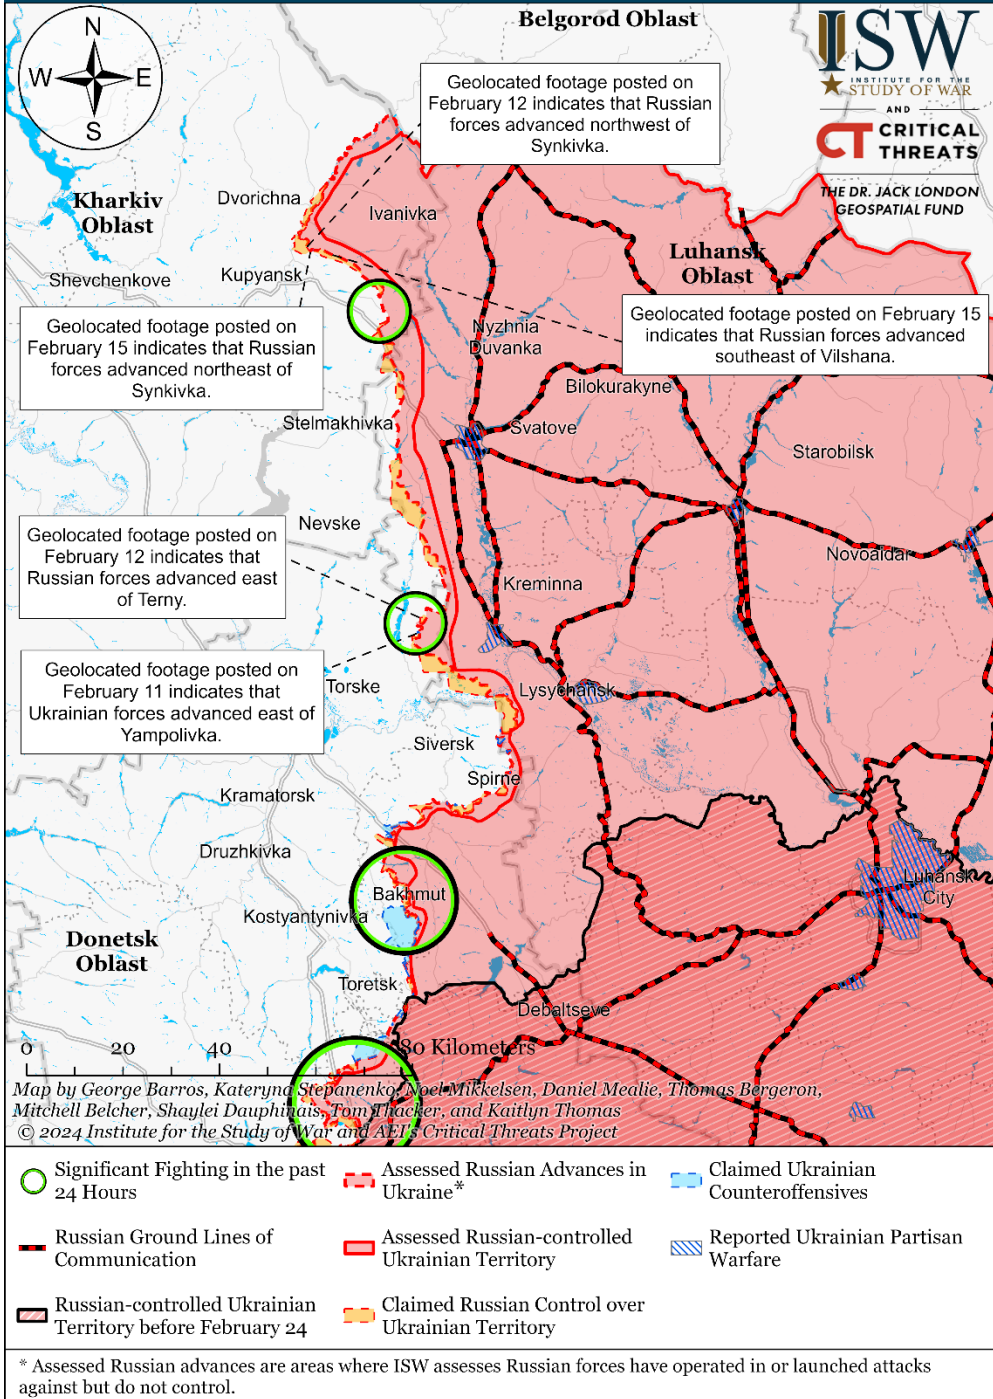 Belgorod Oblast
N
W E
S
ISW
INSTITUTE FOR THE
STUDY OF WAR
AND
CT CRITICAL
THREATS
THE DR. JACK LONDON
GEOSPATIAL FUND
Geolocated footage posted on
February 12 indicates that Russian
forces advanced northwest of
Synkivka.
Kharkiv
Oblast
Dvorichna
Ivanivka
Luhansk
Oblast
Shevchenkove
Kupyansk
Geolocated footage posted on
February 15 indicates that Russian
forces advanced northeast of
Synkivka.
Nyzhnia
Duvanka
Geolocated footage posted on February 15
indicates that Russian forces advanced
southeast of Vilshana.
Bilokurakyne
Stelmakhivka
Svatove
Starobilsk
Nevske
Novoaidar
Geolocated footage posted on
February 12 indicates that
Russian forces advanced east
of Terny.
Kreminna
Geolocated footage posted on
February 11 indicates that
Ukrainian forces advanced east of
Yampolivka.
Torske
Lysychansk
Siversk
Spirne
Kramatorsk
Druzhkivka
Bakhmut
Luhansk
City
Kostyantynivka
Donetsk
Oblast
Toretsk
Debaltseve
0 20 40 80 Kilometers
Map by George Barros, Kateryna Stepanenko, Noel Mikkelsen, Daniel Mealie, Thomas Bergeron,
Mitchell Belcher, Shaylei Dauphinais, Tom Thacker, and Kaitlyn Thomas
© 2024 Institute for the Study of War and AEI's Critical Threats Project
Significant Fighting in the past
24 Hours
Assessed Russian Advances in
Ukraine*
Claimed Ukrainian
Counteroffensives
Russian Ground Lines of
Communication
Assessed Russian-controlled
Ukrainian Territory
Reported Ukrainian Partisan
Warfare
Russian-controlled Ukrainian
Territory before February 24
Claimed Russian Control over
Ukrainian Territory
* Assessed Russian advances are areas where ISW assesses Russian forces have operated in or launched attacks
against but do not control.